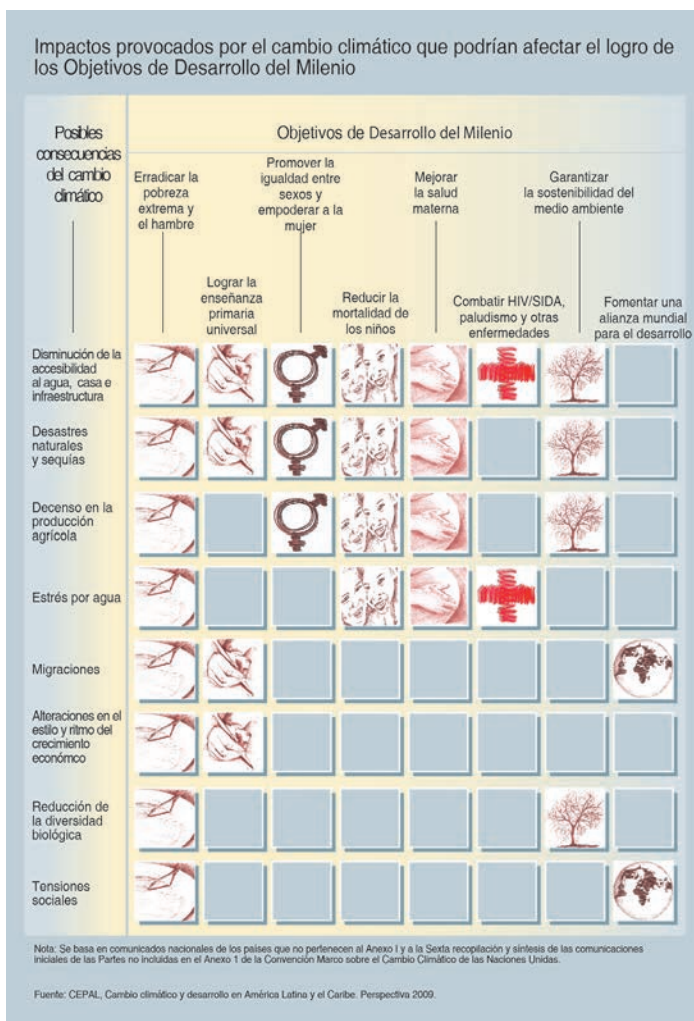 Impactos provocados por el cambio climático que podrían afectar el logro de
los Objetivos de Desarrollo del Milenio
Posibles
consecuencias
del cambio
climático
Objetivos de Desarrollo del Milenio
Erradicar la
pobreza
extrema y
el hambre
Lograr la
enseñanza
primaria
universal
Promover la
igualdad entre
sexos y
empoderar a la
mujer
Reducir la
mortalidad de
los niños
Mejorar
la salud
materna
Combatir HIV/SIDA,
paludismo y otras
enfermedades
Garantizar
la sostenibilidad del
medio ambiente
Fomentar una
alianza mundial
para el desarrollo
Disminución de la
accesibilidad
al agua, casa e
infraestructura
Desastres
naturales
y sequías
Decenso en la
producción
agrícola
Estrés por agua
Migraciones
Alteraciones en el
estilo y ritmo del
crecimiento
económco
Reducción de
la diversidad
biológica
Tensiones
sociales
Nota: Se basa en comunicados nacionales de los países que no pertenecen al Anexo I y a la Sexta recopilación y síntesis de las comunicaciones
iniciales de las Partes no incluidas en el Anexo 1 de la Convención Marco sobre el Cambio Climático de las Naciones Unidas.
Fuente: CEPAL, Cambio climático y desarrollo en América Latina y el Caribe. Perspectiva 2009.